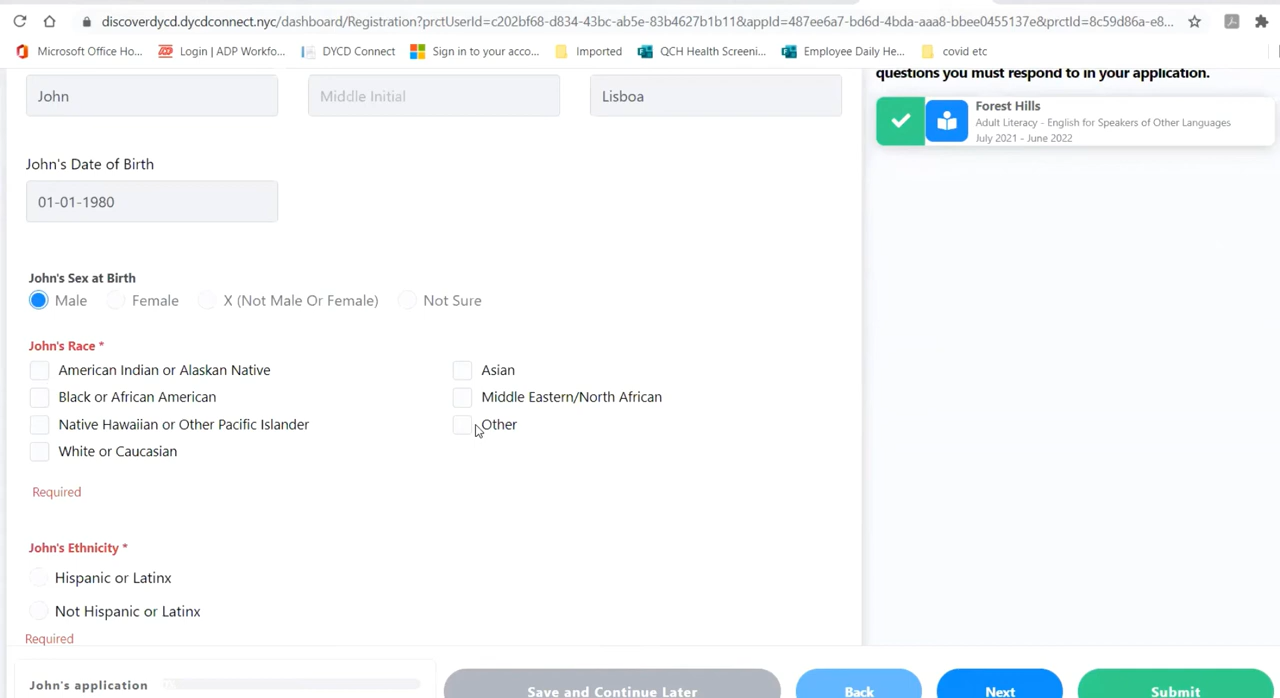 discoverdycd.dycdconnect.nyc/dashboard/Registration?prctUserId=c202bf68-d834-43bc-ab5e-83b4627b1b11&appId=487ee6a7-bd6d-4bda-aaa8-bbee0455137e&prctId=8c59d86a-e8...
Microsoft Office Ho... Login | ADP Workfo... DYCD Connect Sign in to your acco... Imported QCH Health Screeni... Employee Daily He... covid etc
questions you must respond to in your application.
John Middle Initial Lisboa
Forest Hills
Adult Literacy - English for Speakers of Other Languages
July 2021 - June 2022
John's Date of Birth
01-01-1980
John's Sex at Birth
Male Female X (Not Male Or Female) Not Sure
John's Race *
American Indian or Alaskan Native Asian
Black or African American Middle Eastern/North African
Native Hawaiian or Other Pacific Islander Other
White or Caucasian
Required
John's Ethnicity *
Hispanic or Latinx
Not Hispanic or Latinx
Required
John's application Save and Continue Later Back Next Submit